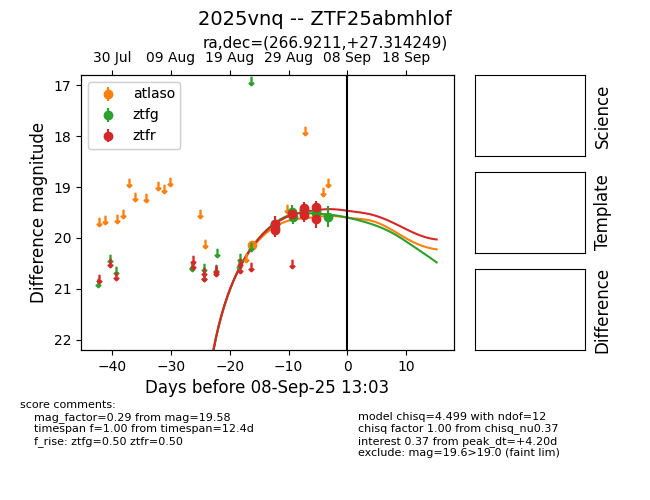 2025vnq -- ZTF25abmhlof
ra,dec=(266.9211,+27.314249)
30 Jul 09 Aug 19 Aug 29 Aug 08 Sep 18 Sep
17
18
19
20
21
22
Difference magnitude
atlaso
ztfg
ztfr
−40 −30 −20 −10 0 10
Days before 08-Sep-25 13:03
Science
Template
Difference
score comments:
mag_factor=0.29 from mag=19.58
timespan f=1.00 from timespan=12.4d
f_rise: ztfg=0.50 ztfr=0.50
model chisq=4.499 with ndof=12
chisq factor 1.00 from chisq_nu0.37
interest 0.37 from peak_dt=+4.20d
exclude: mag=19.6>19.0 (faint lim)